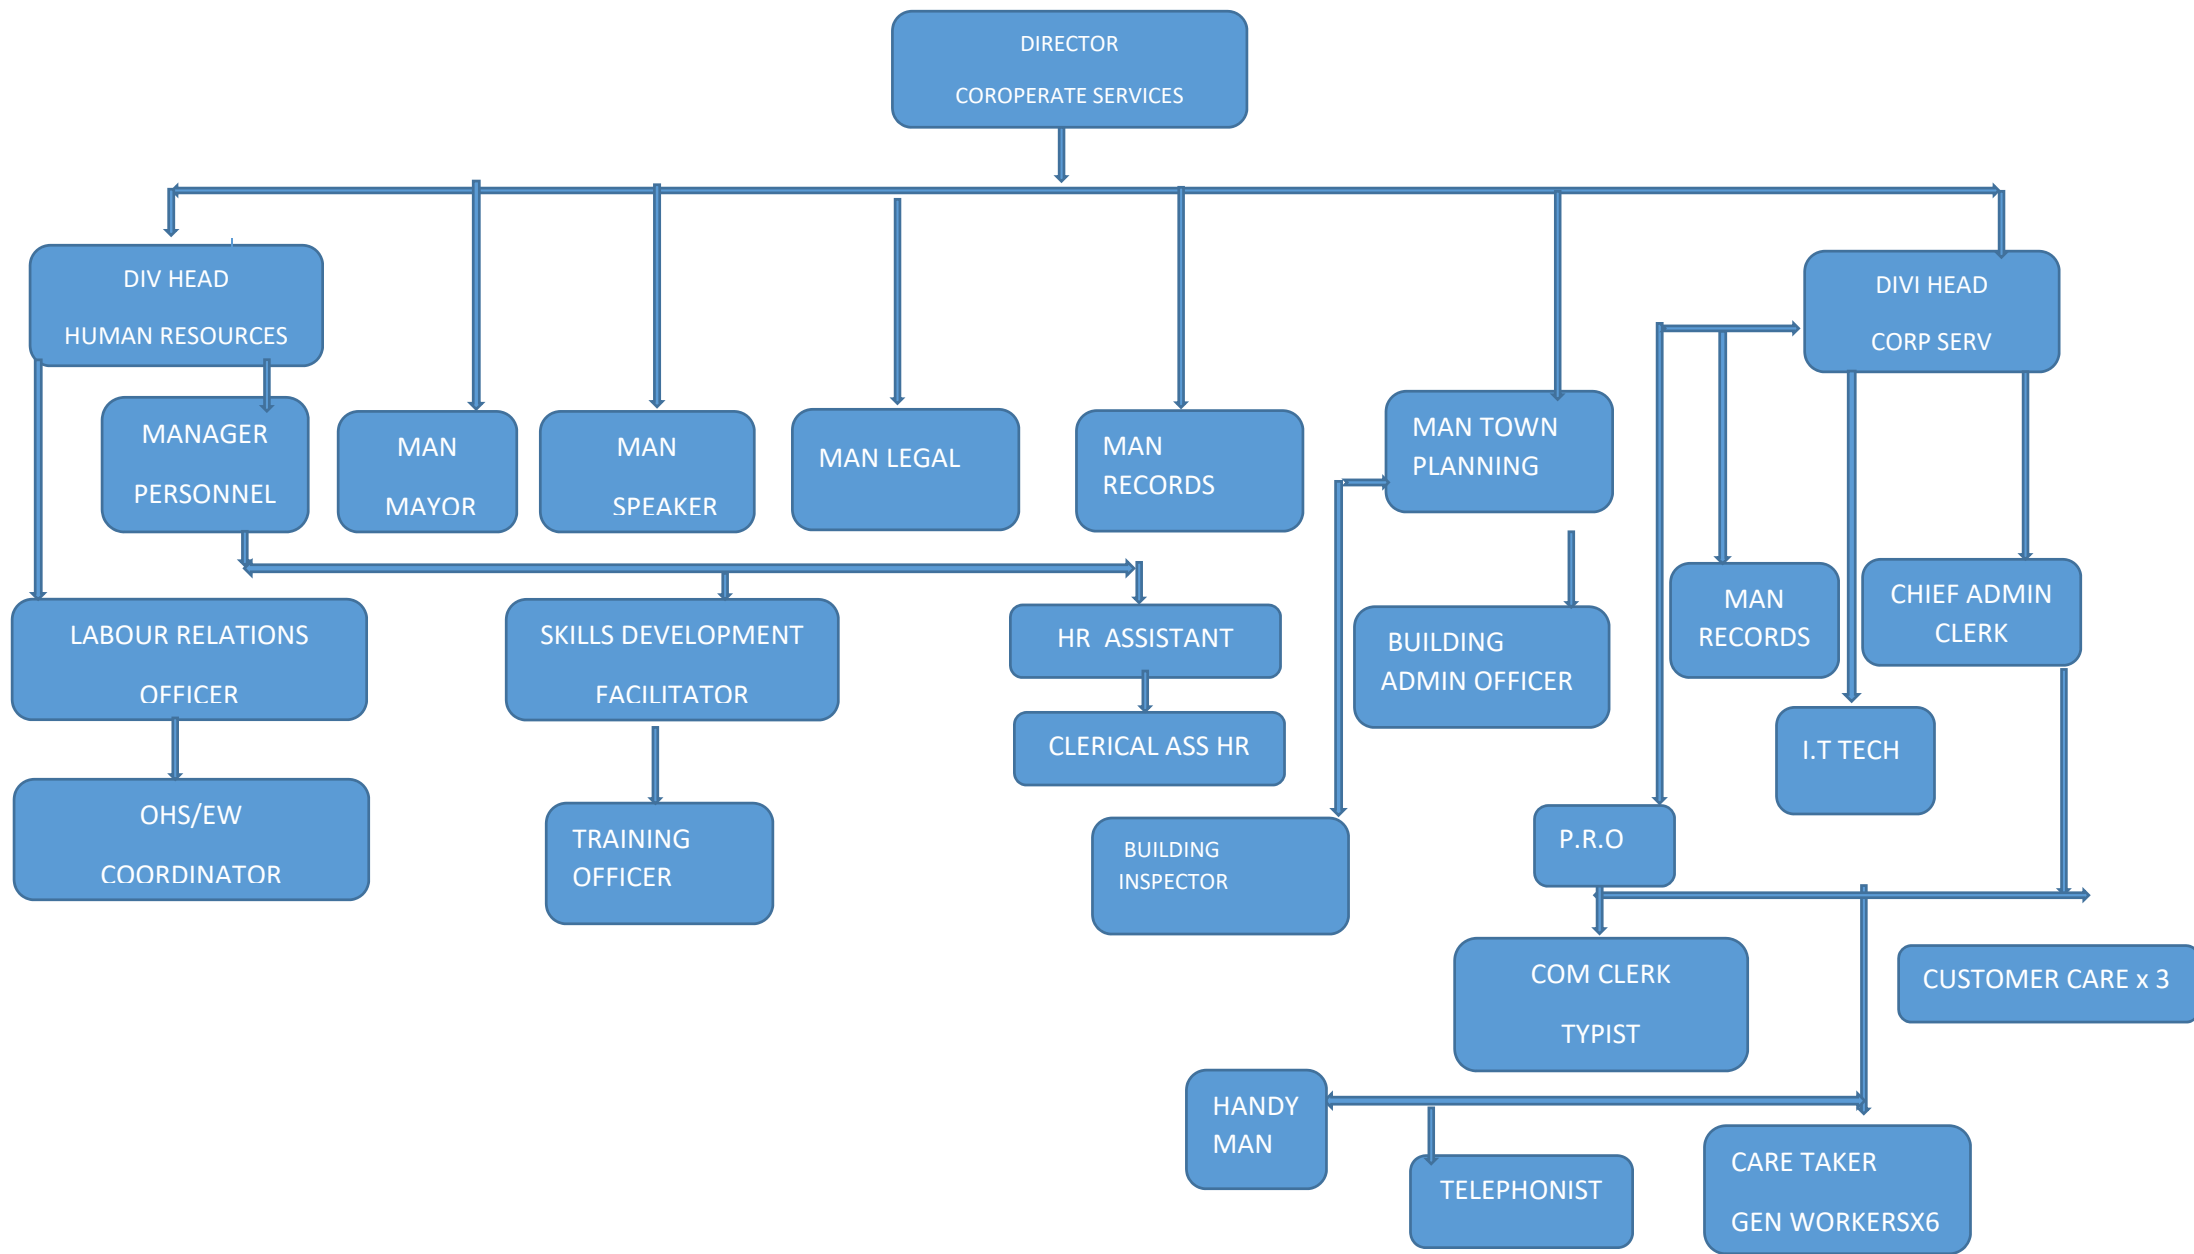 DIRECTOR
COROPERATE SERVICES
DIV HEAD
HUMAN RESOURCES
DIVI HEAD
CORP SERV
MANAGER
PERSONNEL
MAN
MAYOR
MAN
SPEAKER
MAN LEGAL
MAN
RECORDS
MAN TOWN
PLANNING
LABOUR RELATIONS
OFFICER
SKILLS DEVELOPMENT
FACILITATOR
HR ASSISTANT
BUILDING
ADMIN OFFICER
MAN
RECORDS
CHIEF ADMIN
CLERK
CLERICAL ASS HR
I.T TECH
OHS/EW
COORDINATOR
TRAINING
OFFICER
BUILDING
INSPECTOR
P.R.O
COM CLERK
TYPIST
CUSTOMER CARE x 3
HANDY
MAN
TELEPHONIST
CARE TAKER
GEN WORKERSX6